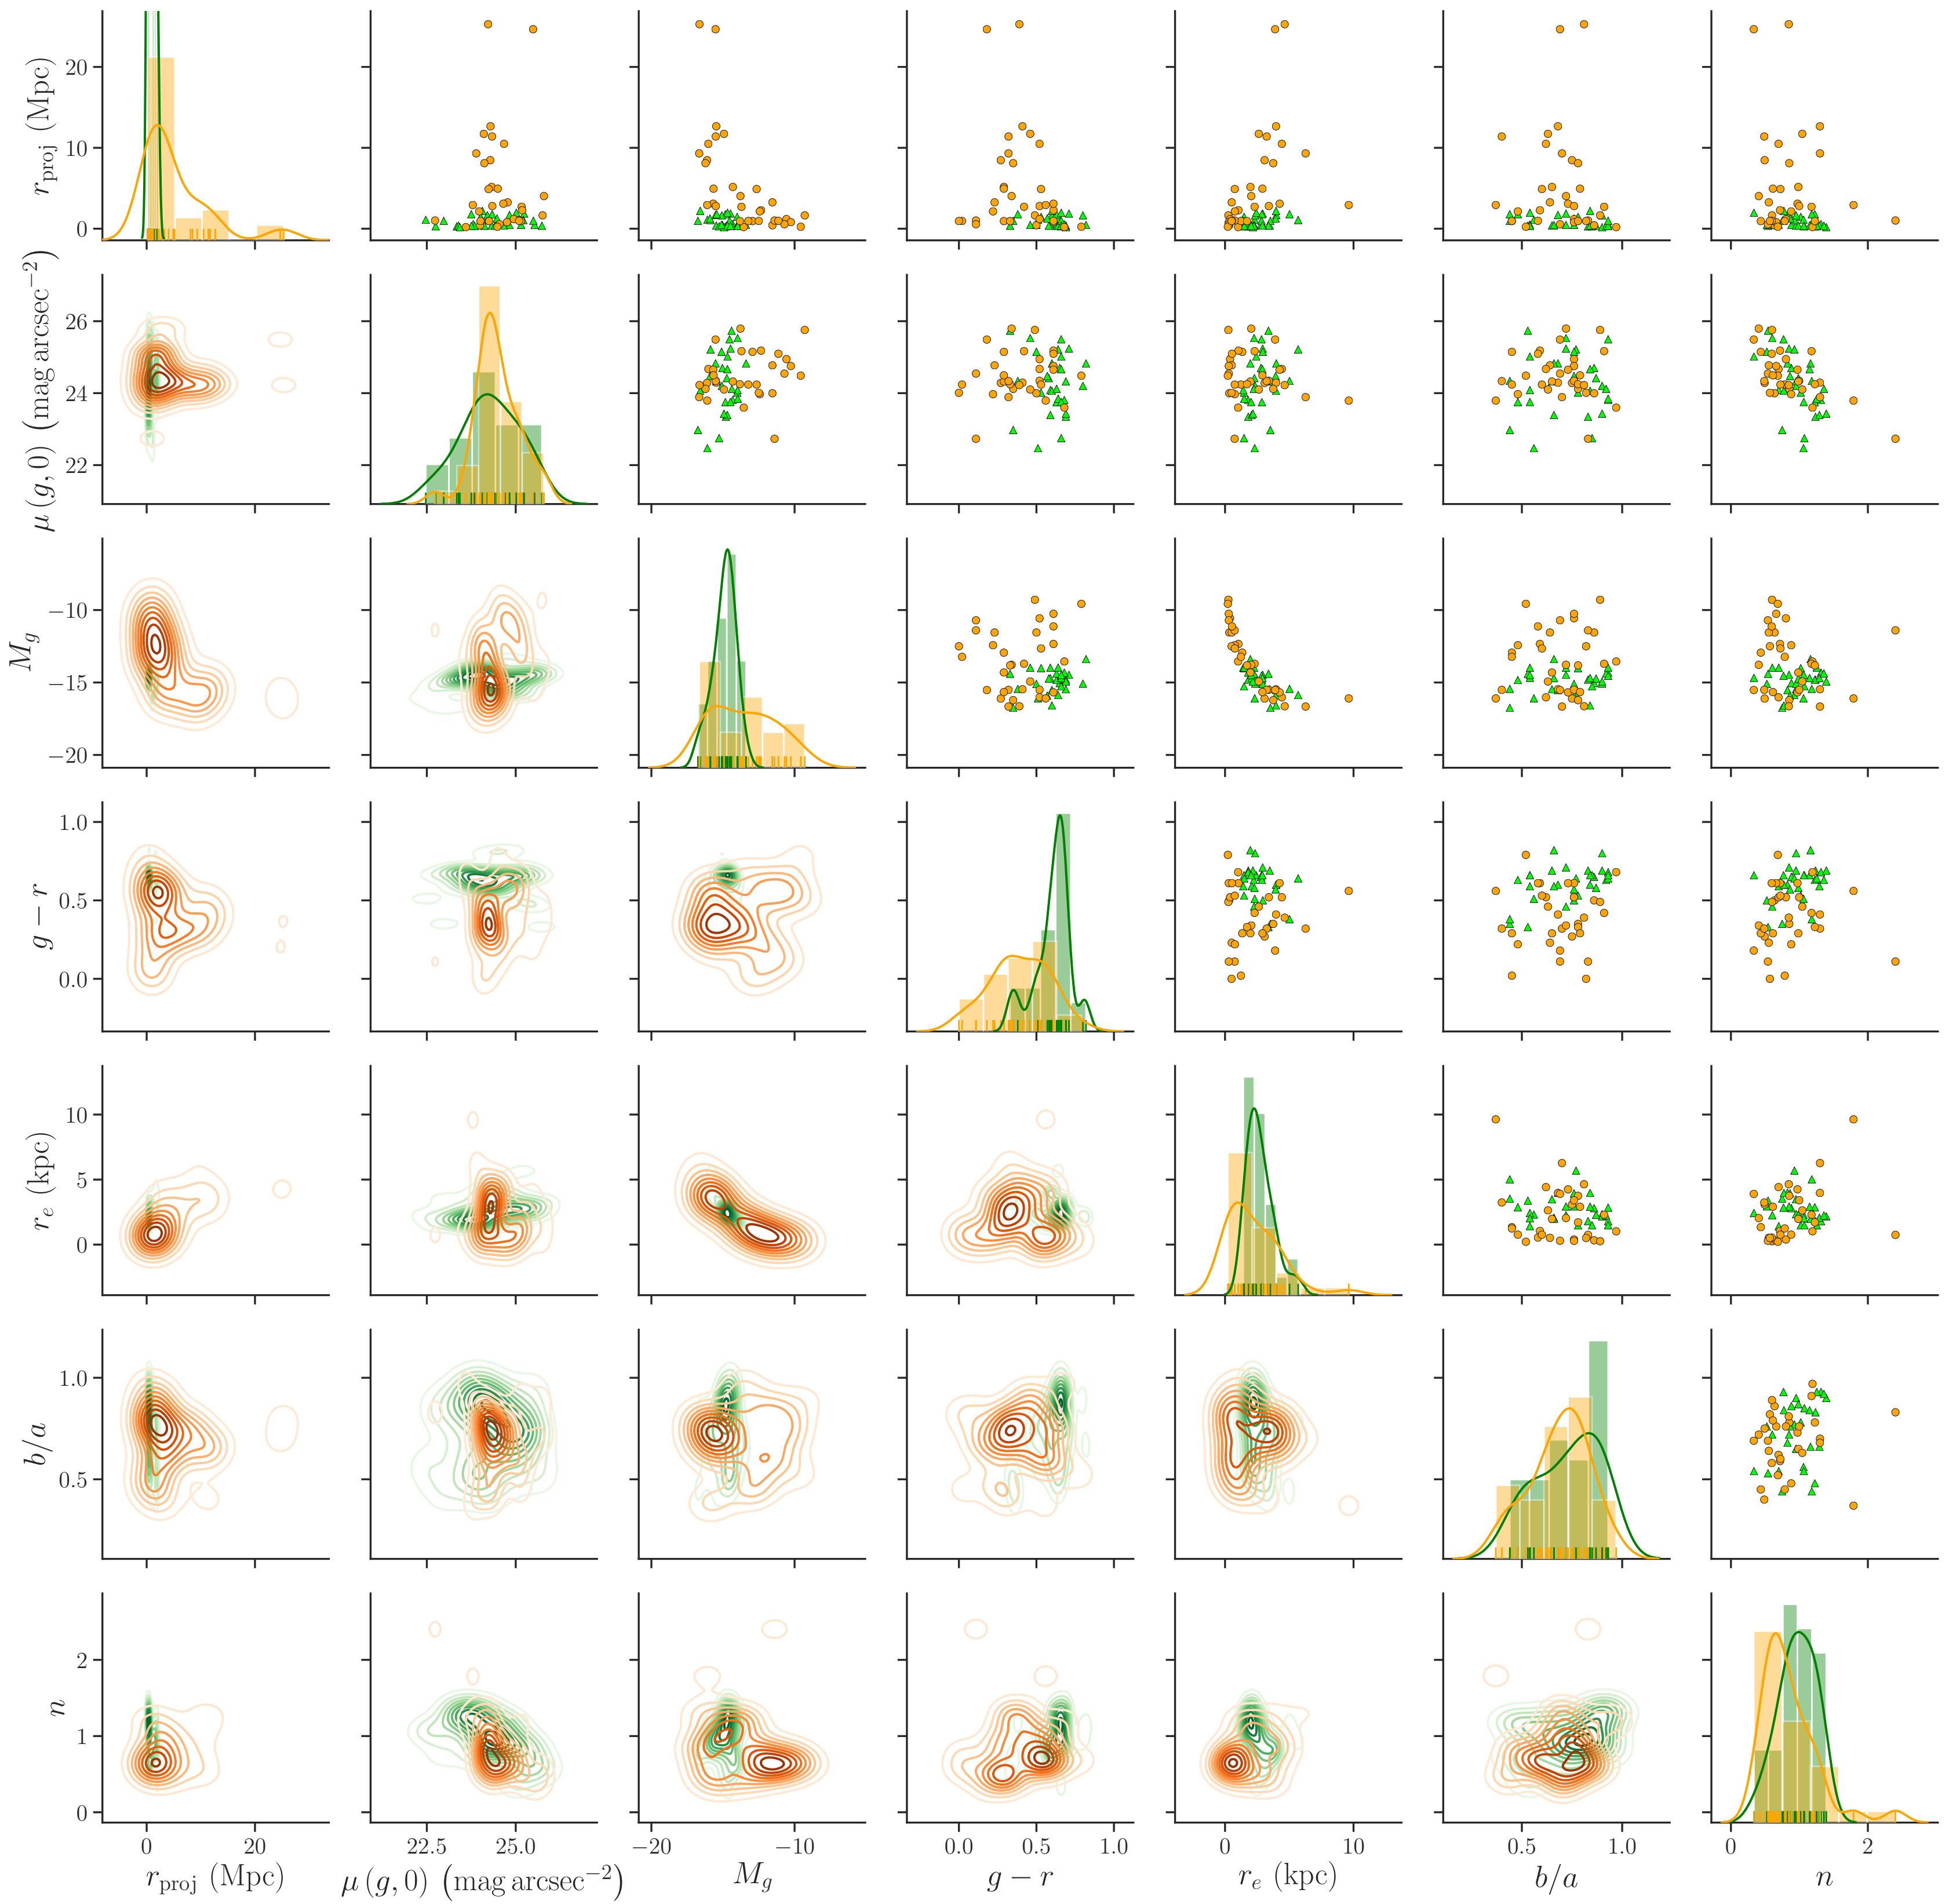 r_proj (Mpc)
20
10
0
μ(g, 0) (mag arcsec⁻²)
26
24
22
M_g
−10
−15
−20
g − r
1.0
0.5
0.0
r_e (kpc)
10
5
0
b/a
1.0
0.5
n
2
1
0
0 20 22.5 25.0 −20 −10 0.0 0.5 1.0 0 10 0.5 1.0 0 2
r_proj (Mpc) μ(g, 0) (mag arcsec⁻²) M_g g − r r_e (kpc) b/a n